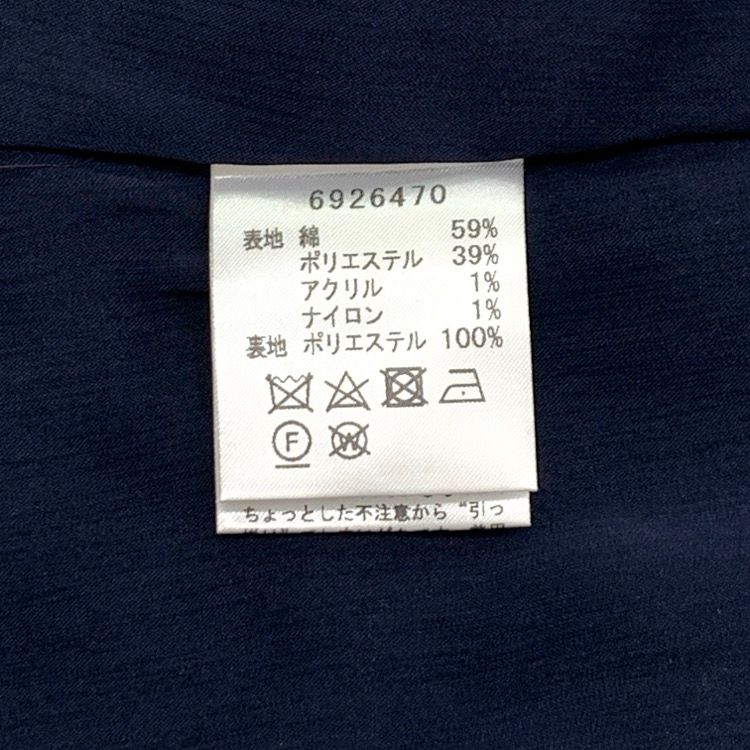 6926470
表地 綿 59%
ポリエステル 39%
アクリル 1%
ナイロン 1%
裏地 ポリエステル 100%
F W
ちょっとした不注意から “引っ